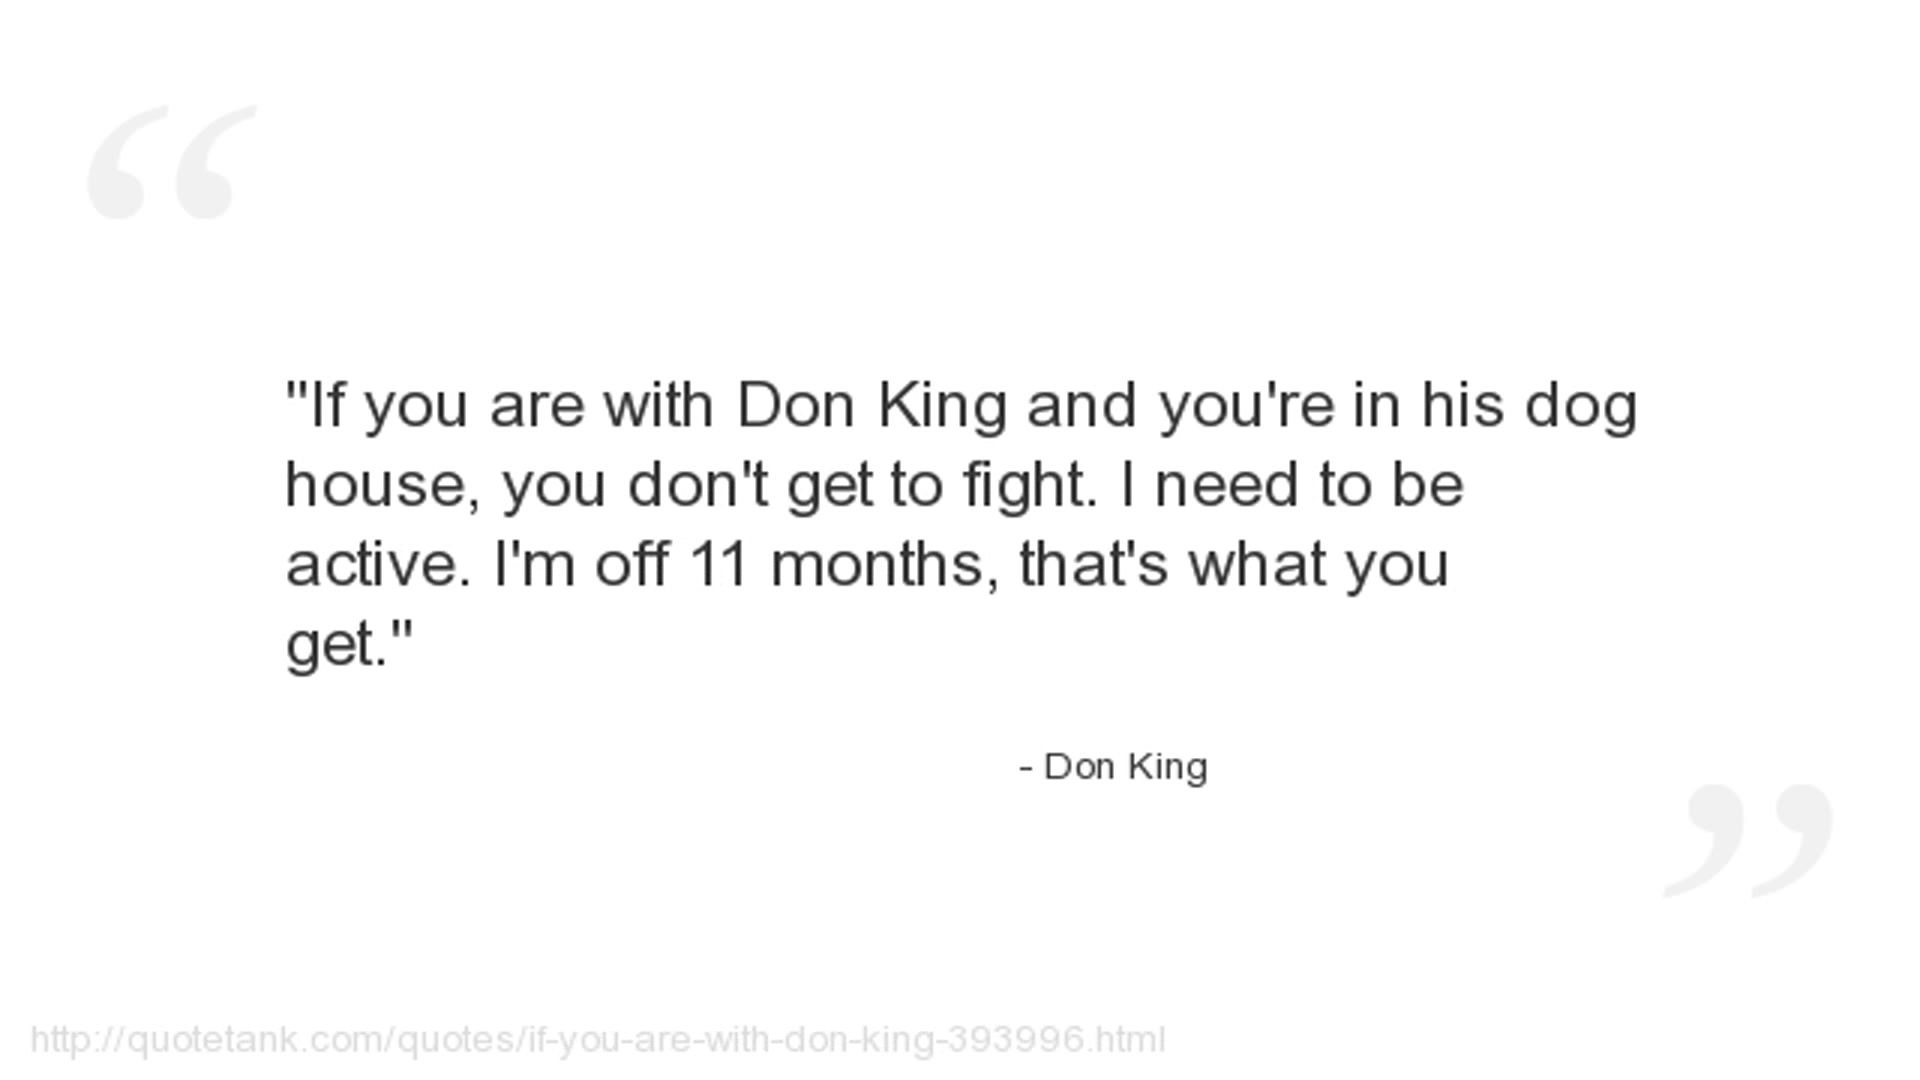 "If you are with Don King and you're in his dog
house, you don't get to fight. I need to be
active. I'm off 11 months, that's what you
get."
- Don King
http://quotetank.com/quotes/if-you-are-with-don-king-393996.html